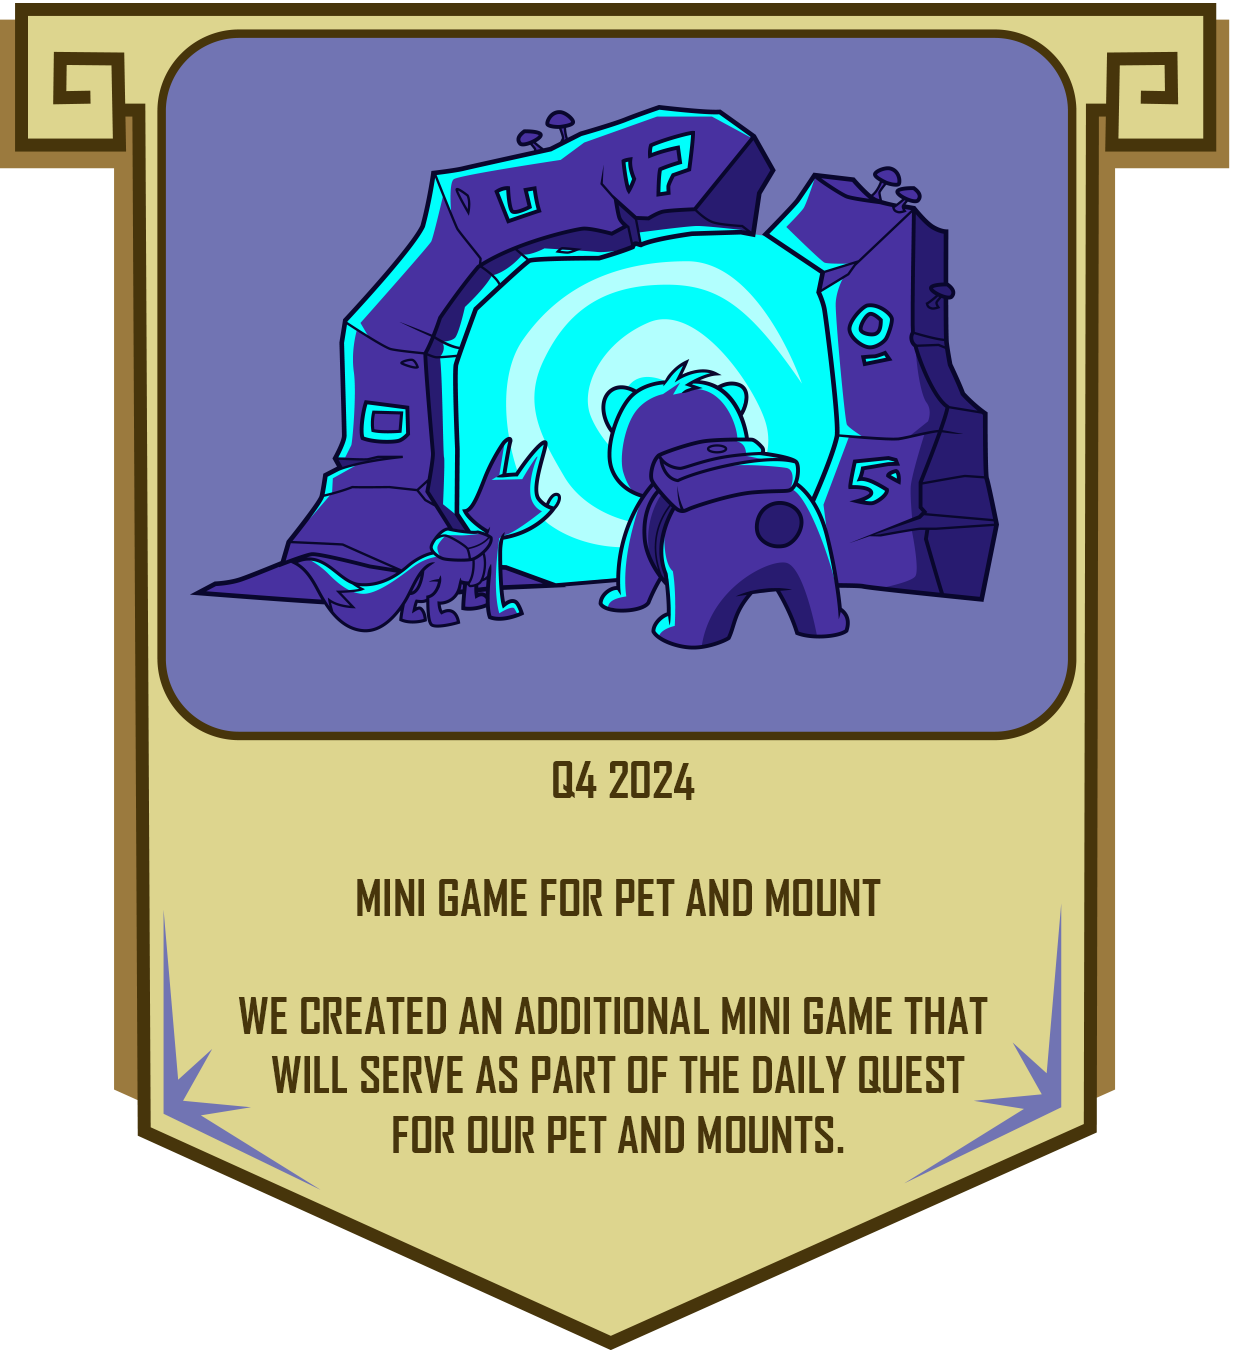 Q4 2024
MINI GAME FOR PET AND MOUNT
WE CREATED AN ADDITIONAL MINI GAME THAT
WILL SERVE AS PART OF THE DAILY QUEST
FOR OUR PET AND MOUNTS.